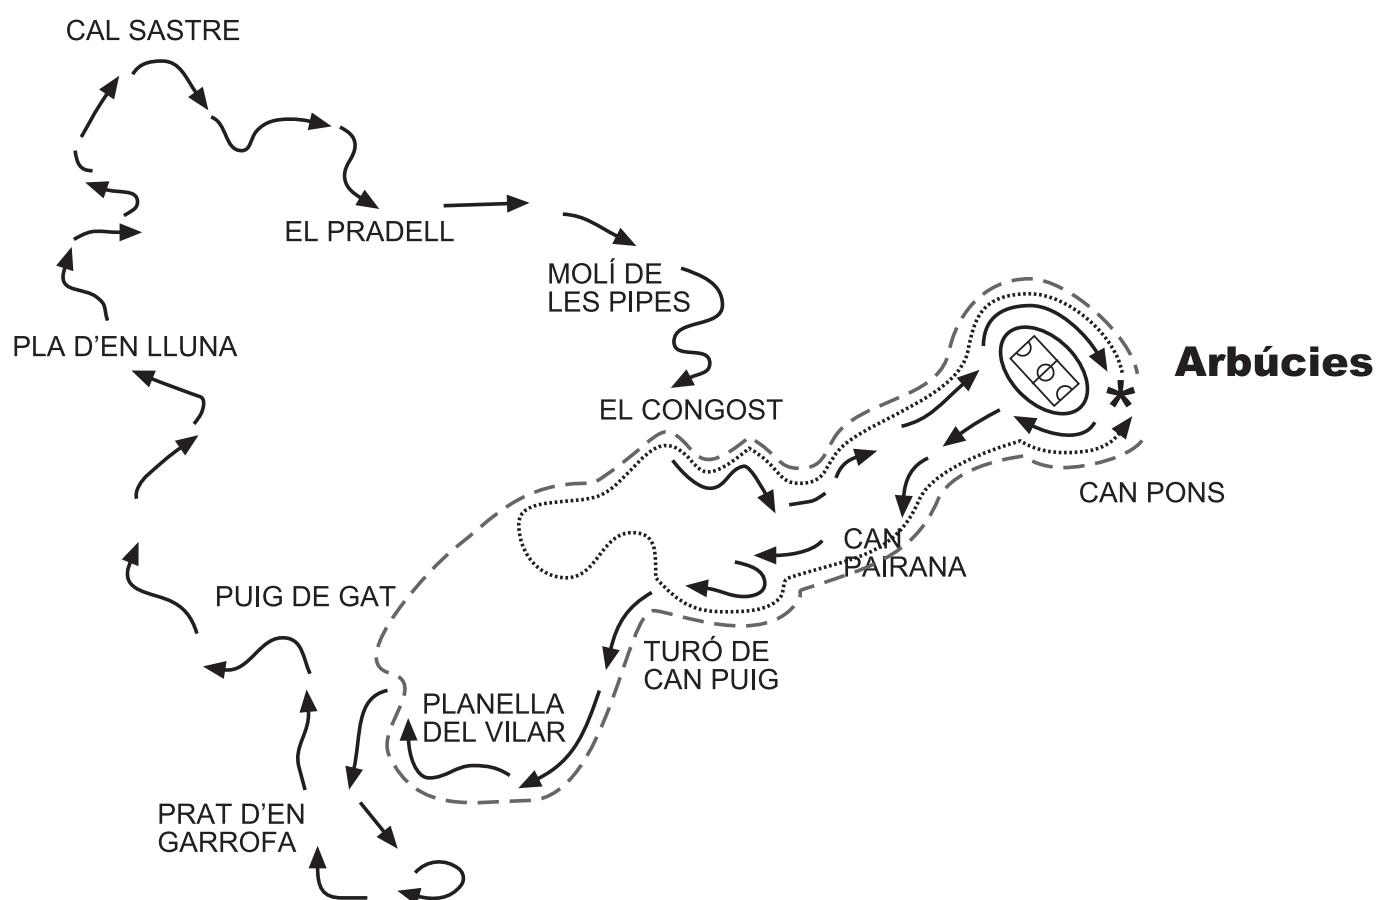 CAL SASTRE
EL PRADELL
MOLÍ DE
LES PIPES
PLA D'EN LLUNA
Arbúcies
EL CONGOST
CAN PONS
CAN
PAIRANA
PUIG DE GAT
TURÓ DE
CAN PUIG
PLANELLA
DEL VILAR
PRAT D'EN
GARROFA